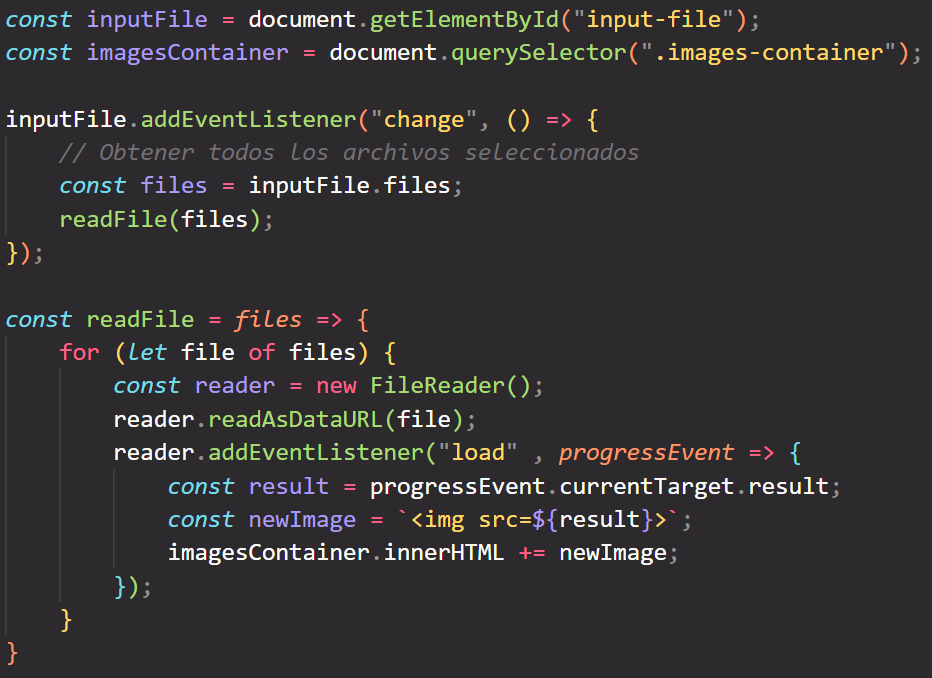 const inputFile = document.getElementById("input-file");
const imagesContainer = document.querySelector(".images-container");

inputFile.addEventListener("change", () => {
    // Obtener todos los archivos seleccionados
    const files = inputFile.files;
    readFile(files);
});

const readFile = files => {
    for (let file of files) {
        const reader = new FileReader();
        reader.readAsDataURL(file);
        reader.addEventListener("load" , progressEvent => {
            const result = progressEvent.currentTarget.result;
            const newImage = `<img src=${result}>`;
            imagesContainer.innerHTML += newImage;
        });
    }
}